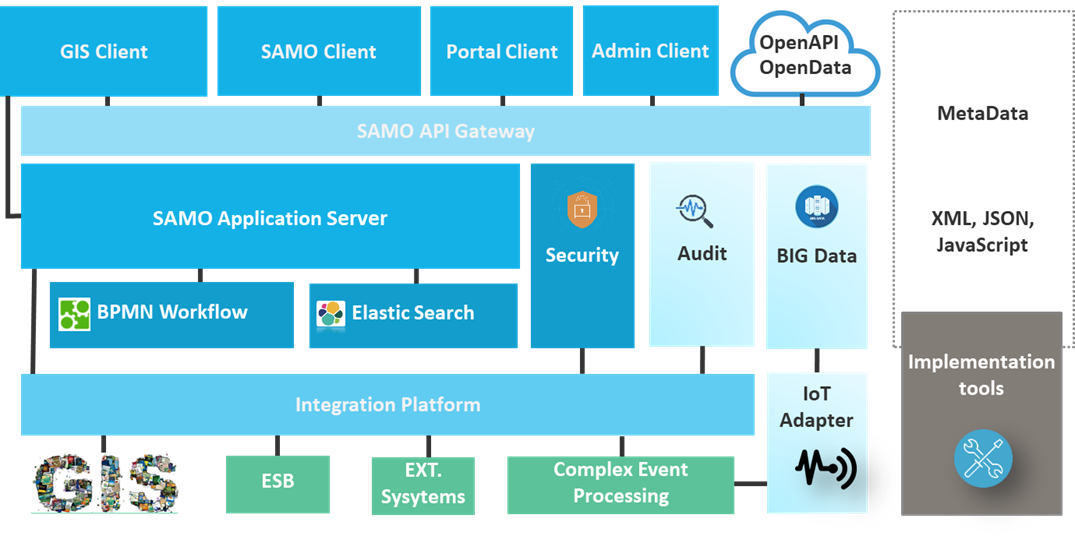 GIS Client
SAMO Client
Portal Client
Admin Client
OpenAPI
OpenData
MetaData
SAMO API Gateway
SAMO Application Server
Security
Audit
BIG Data
XML, JSON,
JavaScript
BPMN Workflow
Elastic Search
Implementation
tools
Integration Platform
IoT
Adapter
GIS
ESB
EXT.
Sysytems
Complex Event
Processing